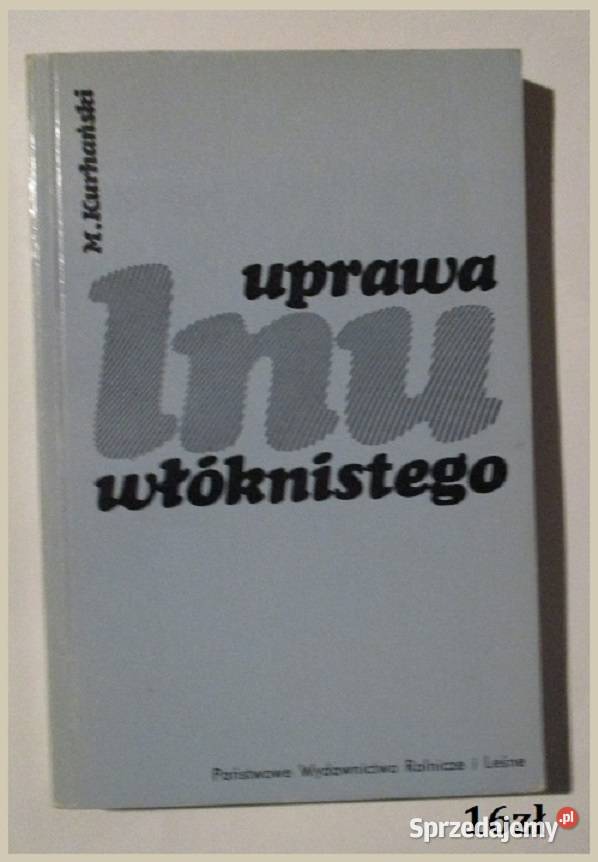 M. Kurhański
uprawa
lnu
włóknistego
Państwowe Wydawnictwo Rolnicze i Leśne
16zł
Sprzedajemy.pl